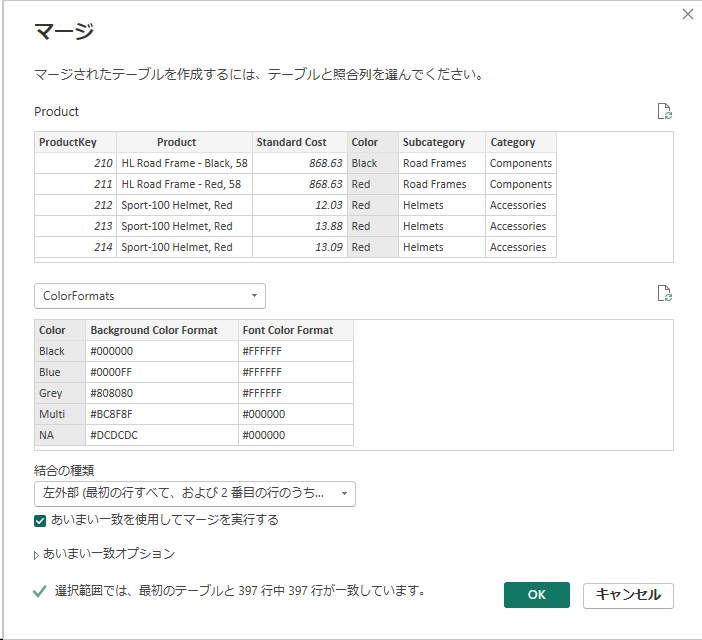 マージ
マージされたテーブルを作成するには、テーブルと照合列を選んでください。
Product
ProductKey Product Standard Cost Color Subcategory Category
210 HL Road Frame - Black, 58 868.63 Black Road Frames Components
211 HL Road Frame - Red, 58 868.63 Red Road Frames Components
212 Sport-100 Helmet, Red 12.03 Red Helmets Accessories
213 Sport-100 Helmet, Red 13.88 Red Helmets Accessories
214 Sport-100 Helmet, Red 13.09 Red Helmets Accessories
ColorFormats
Color Background Color Format Font Color Format
Black #000000 #FFFFFF
Blue #0000FF #FFFFFF
Grey #808080 #FFFFFF
Multi #BC8F8F #000000
NA #DCDCDC #000000
結合の種類
左外部 (最初の行すべて、および 2 番目の行のうち...
あいまい一致を使用してマージを実行する
あいまい一致オプション
選択範囲では、最初のテーブルと 397 行中 397 行が一致しています。
OK キャンセル